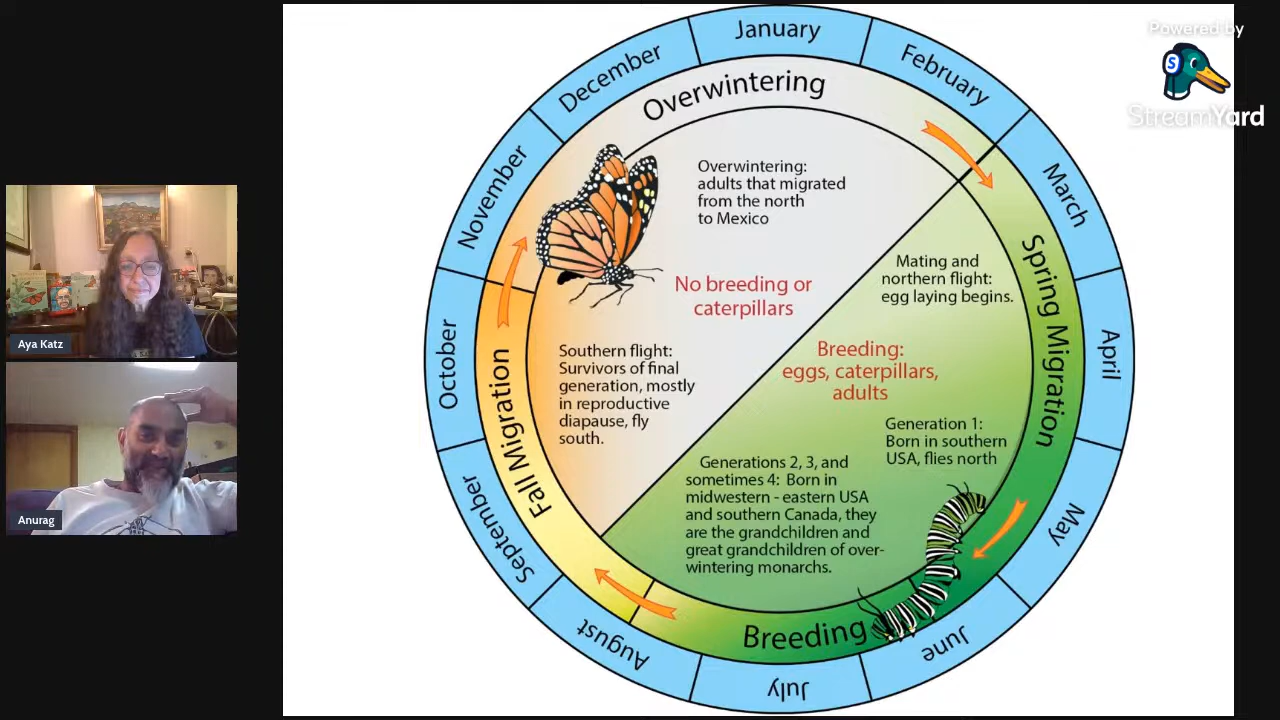 Powered by
S
StreamYard
January
February
March
April
May
June
July
August
September
October
November
December
Overwintering
Spring Migration
Breeding
Fall Migration
Overwintering:
adults that migrated
from the north
to Mexico
No breeding or
caterpillars
Mating and
northern flight:
egg laying begins.
Breeding:
eggs, caterpillars,
adults
Southern flight:
Survivors of final
generation, mostly
in reproductive
diapause, fly
south.
Generation 1:
Born in southern
USA, flies north
Generations 2, 3, and
sometimes 4: Born in
midwestern - eastern USA
and southern Canada, they
are the grandchildren and
great grandchildren of over-
wintering monarchs.
Aya Katz
Anurag